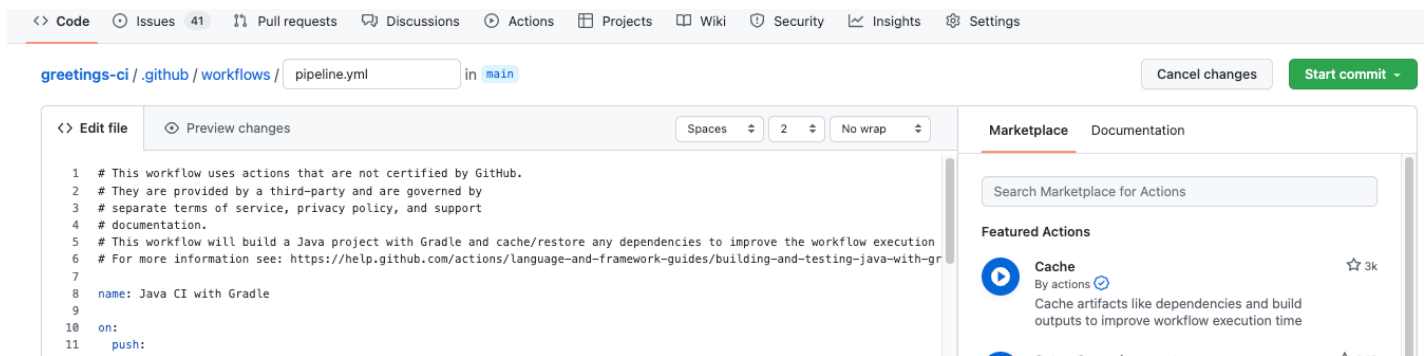 <> Code Issues 41 Pull requests Discussions Actions Projects Wiki Security Insights Settings
greetings-ci / .github / workflows / pipeline.yml in main Cancel changes Start commit
<> Edit file Preview changes Spaces 2 No wrap
1 # This workflow uses actions that are not certified by GitHub.
2 # They are provided by a third-party and are governed by
3 # separate terms of service, privacy policy, and support
4 # documentation.
5 # This workflow will build a Java project with Gradle and cache/restore any dependencies to improve the workflow execution
6 # For more information see: https://help.github.com/actions/language-and-framework-guides/building-and-testing-java-with-gr
7
8 name: Java CI with Gradle
9
10 on:
11 push:
Marketplace Documentation
Search Marketplace for Actions
Featured Actions
Cache 3k
By actions
Cache artifacts like dependencies and build
outputs to improve workflow execution time